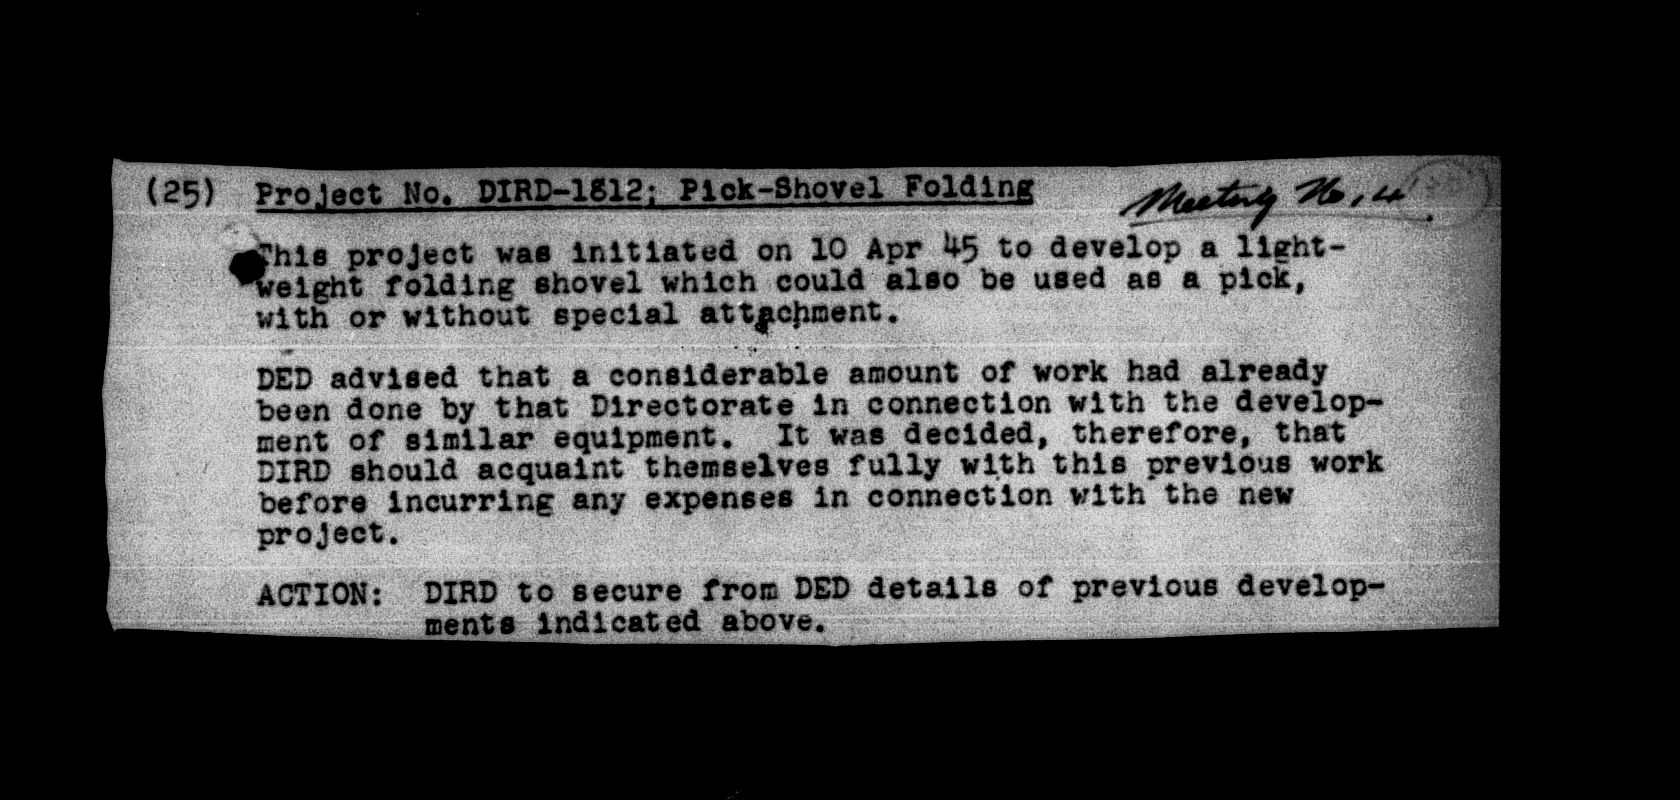 (25) Project No. DIRD-1812; Pick-Shovel Folding
Meeting No. 4
This project was initiated on 10 Apr 45 to develop a light-
weight folding shovel which could also be used as a pick,
with or without special attachment.
DED advised that a considerable amount of work had already
been done by that Directorate in connection with the develop-
ment of similar equipment. It was decided, therefore, that
DIRD should acquaint themselves fully with this previous work
before incurring any expenses in connection with the new
project.
ACTION: DIRD to secure from DED details of previous develop-
ments indicated above.